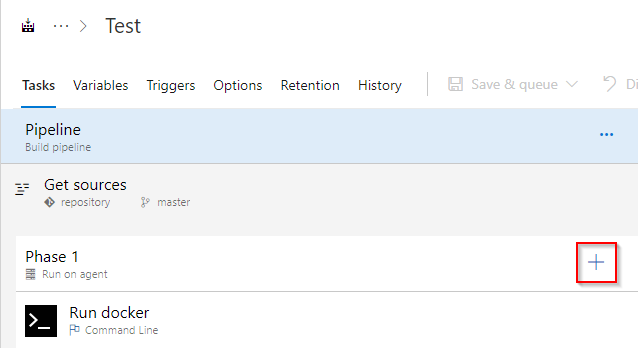 ··· > Test
Tasks Variables Triggers Options Retention History Save & queue Di
Pipeline
Build pipeline
Get sources
repository master
Phase 1
Run on agent
Run docker
Command Line